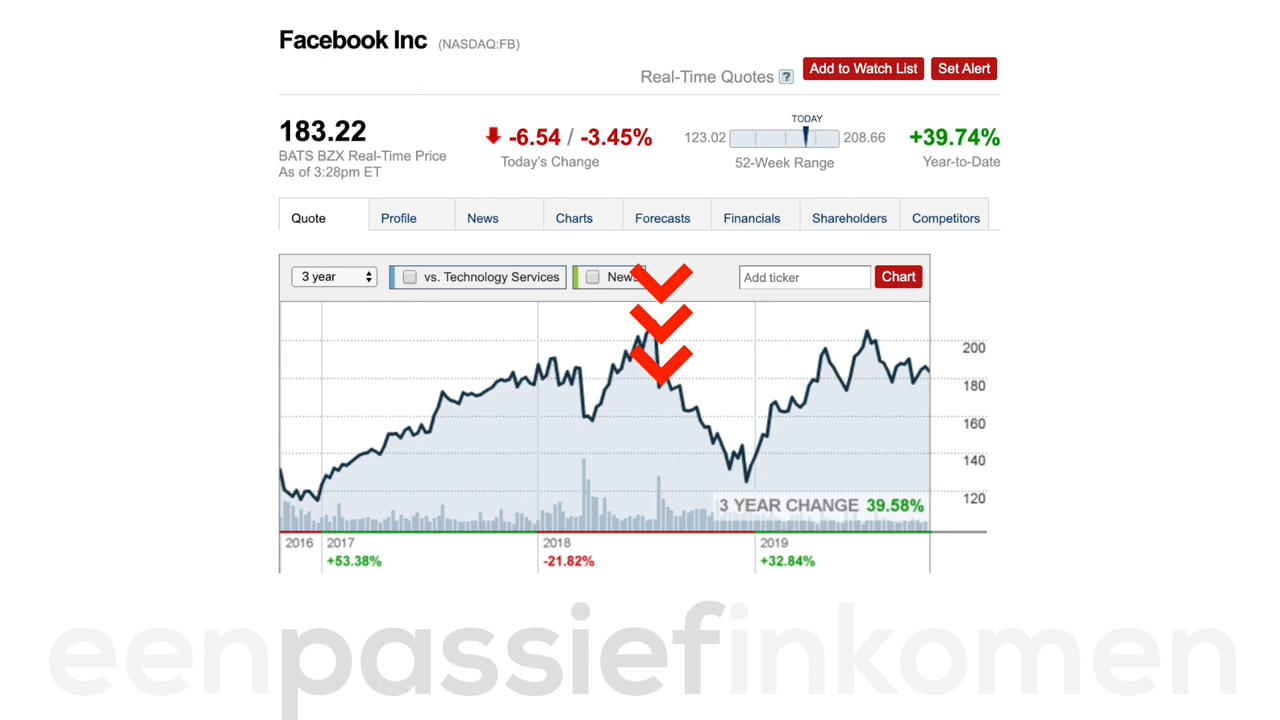 Facebook Inc (NASDAQ:FB)
Real-Time Quotes ? Add to Watch List Set Alert
TODAY
183.22 -6.54 / -3.45% 123.02 208.66 +39.74%
BATS BZX Real-Time Price Today's Change 52-Week Range Year-to-Date
As of 3:28pm ET
Quote Profile News Charts Forecasts Financials Shareholders Competitors
3 year vs. Technology Services News Add ticker Chart
200
180
160
140
120
3 YEAR CHANGE 39.58%
2016 2017 2018 2019
+53.38% -21.82% +32.84%
eenpassiefinkomen